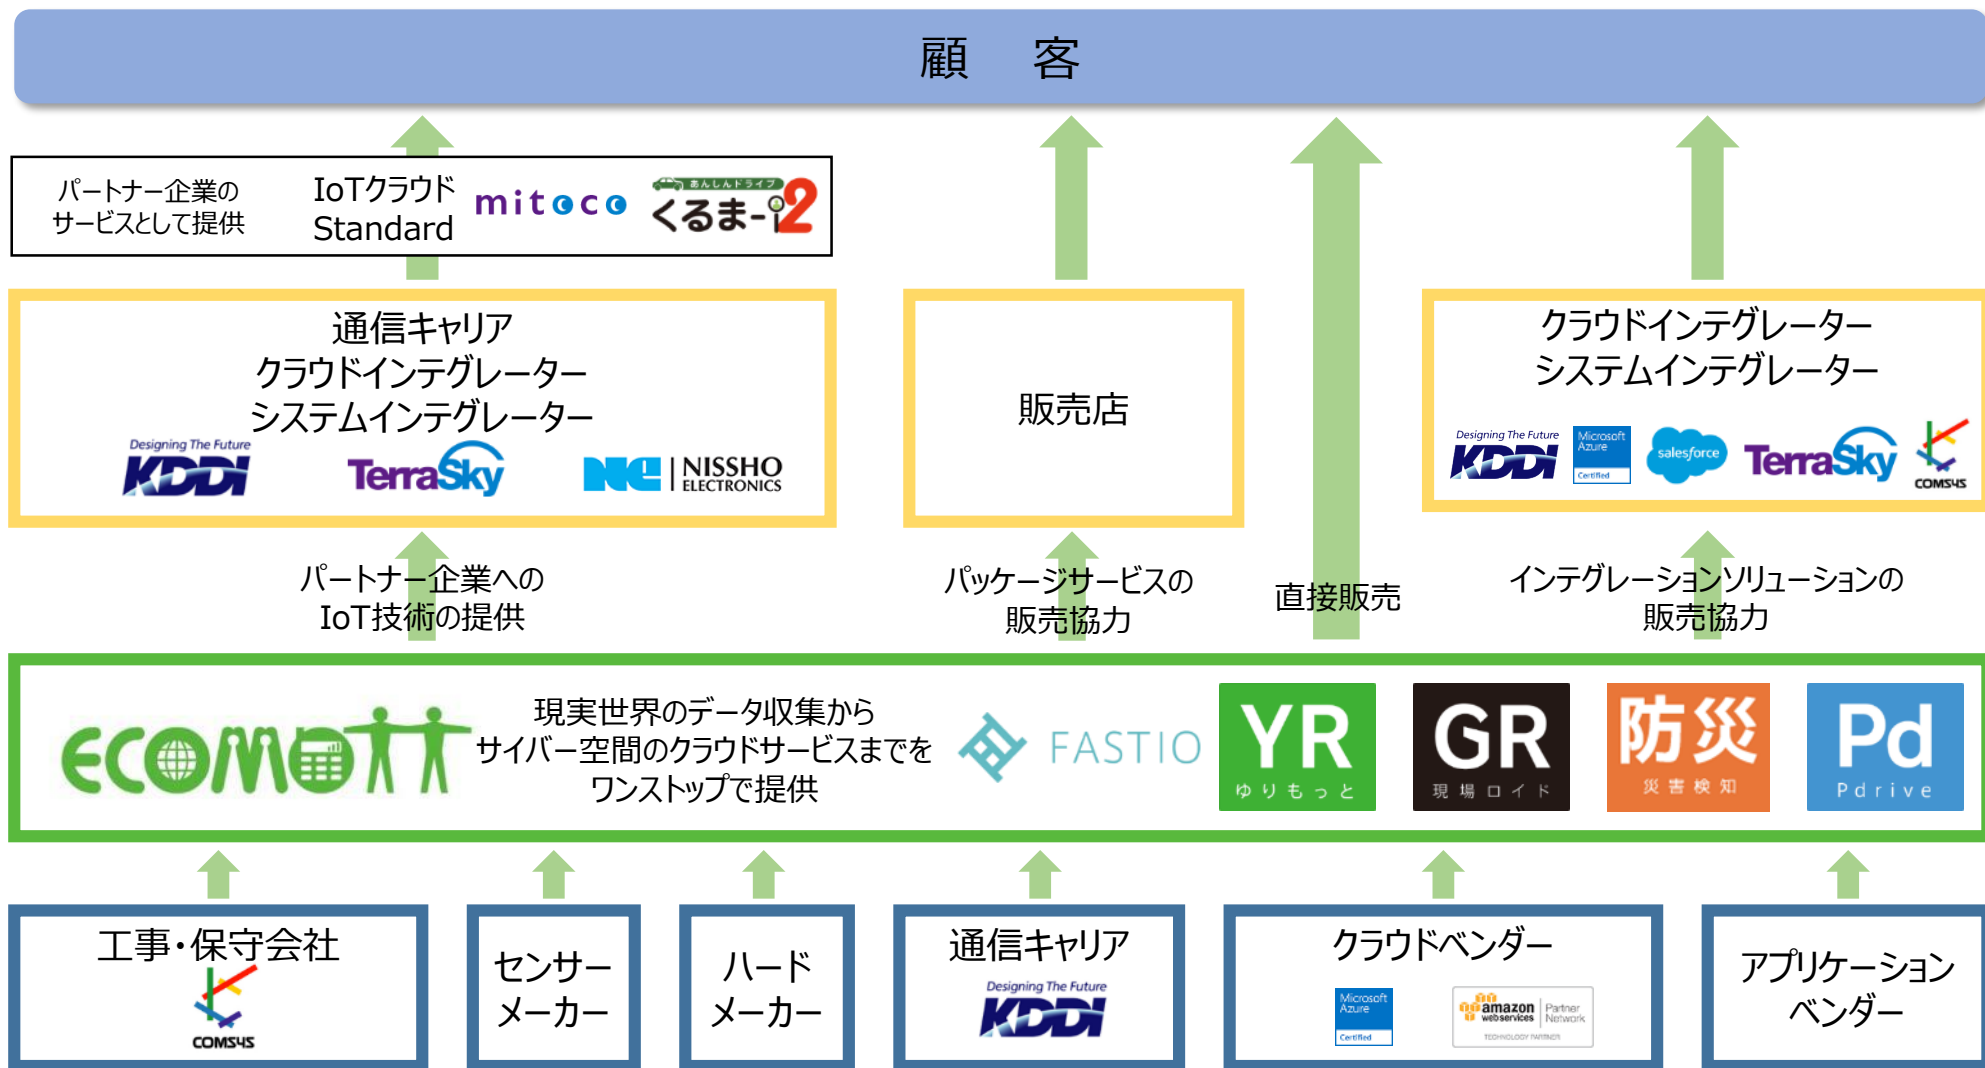 顧　客
パートナー企業の
サービスとして提供
IoTクラウド
Standard
mitoco
あんしんドライブ
くるまーi2
通信キャリア
クラウドインテグレーター
システムインテグレーター
Designing The Future
KDDI
TerraSky
NISSHO
ELECTRONICS
販売店
クラウドインテグレーター
システムインテグレーター
Designing The Future
KDDI
Microsoft
Azure
Certified
salesforce
TerraSky
COMSYS
パートナー企業への
IoT技術の提供
パッケージサービスの
販売協力
直接販売
インテグレーションソリューションの
販売協力
ECOMOTT
現実世界のデータ収集から
サイバー空間のクラウドサービスまでを
ワンストップで提供
FASTIO
YR
ゆりもっと
GR
現場ロイド
防災
災害検知
Pd
Pdrive
工事・保守会社
COMSYS
センサー
メーカー
ハード
メーカー
通信キャリア
Designing The Future
KDDI
クラウドベンダー
Microsoft
Azure
Certified
amazon
webservices
Partner
Network
TECHNOLOGY PARTNER
アプリケーション
ベンダー